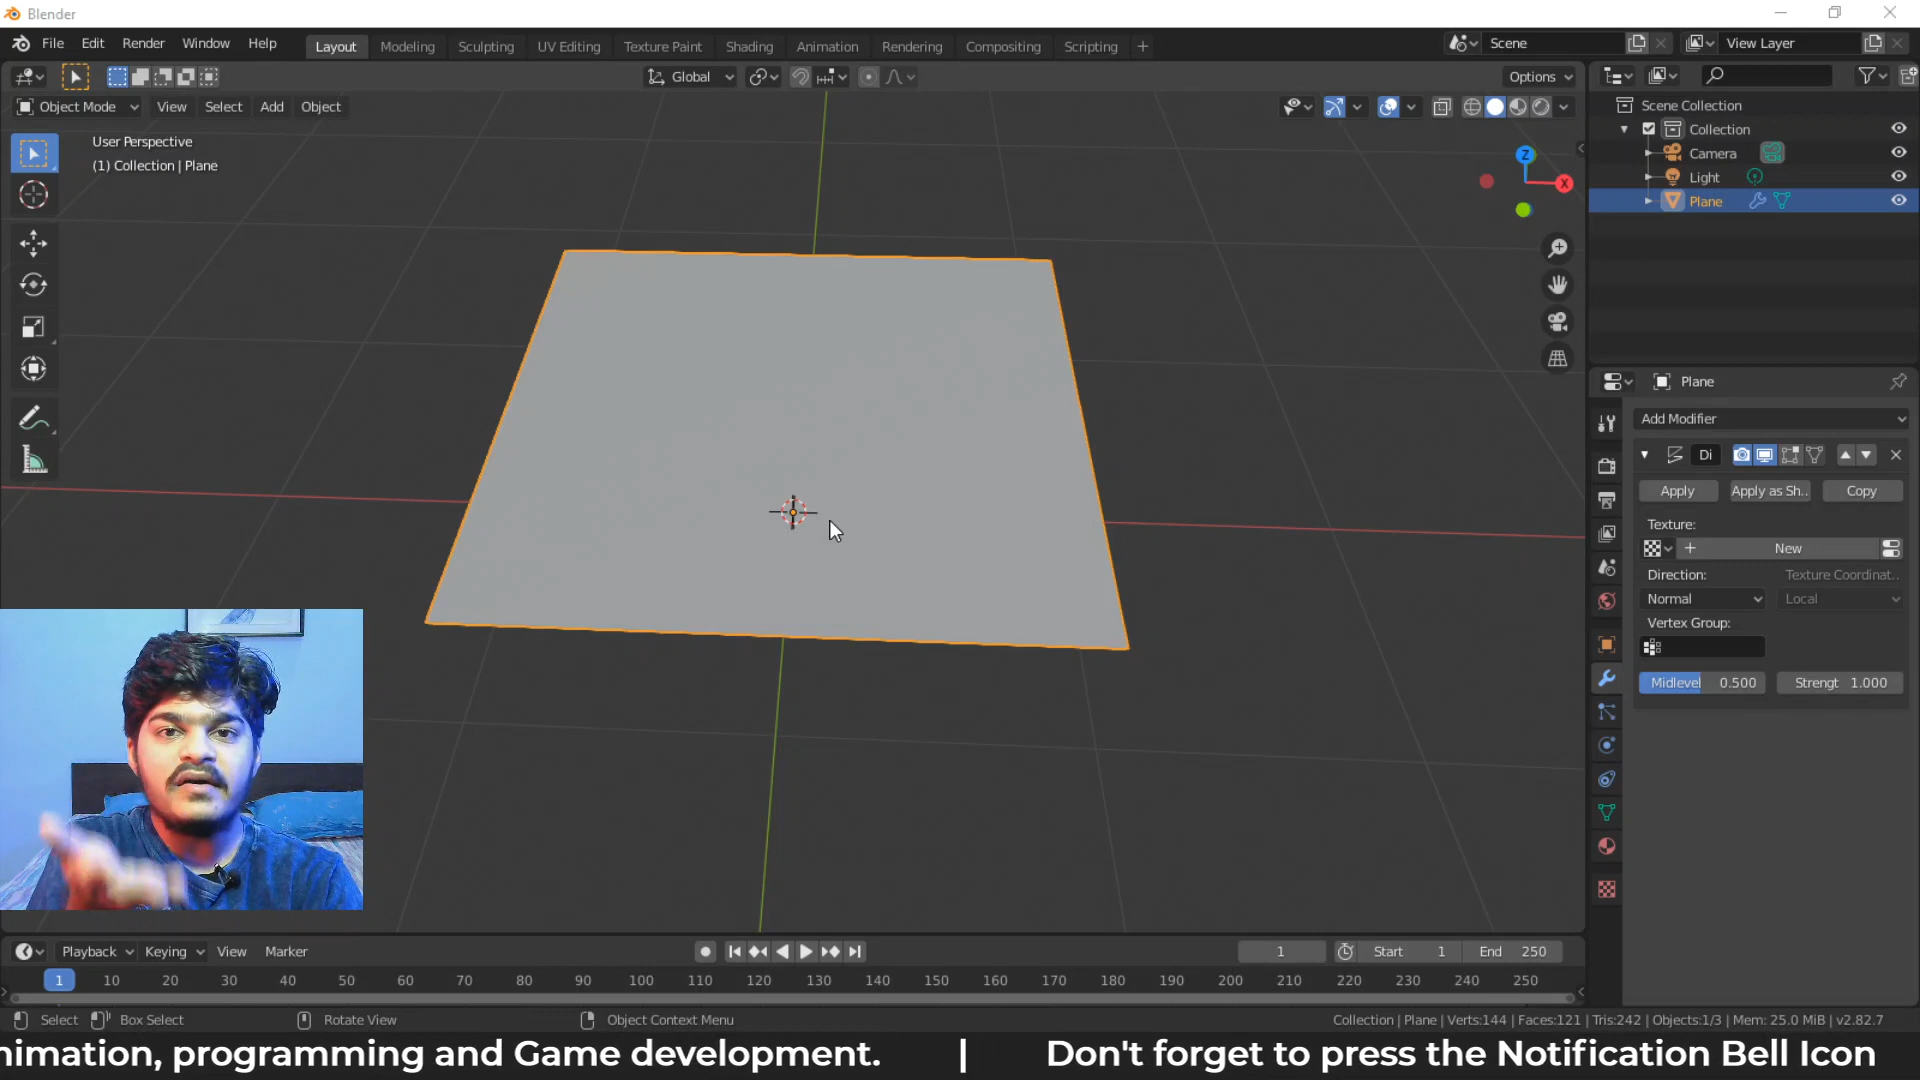 Blender
File Edit Render Window Help Layout Modeling Sculpting UV Editing Texture Paint Shading Animation Rendering Compositing Scripting + Scene View Layer
Global Options
Object Mode View Select Add Object
User Perspective
(1) Collection | Plane
Z
X
Scene Collection
Collection
Camera
Light
Plane
Plane
Add Modifier
Di
Apply Apply as Sh.. Copy
Texture:
+ New
Direction: Texture Coordinat..
Normal Local
Vertex Group:
Midlevel 0.500 Strengt 1.000
Playback Keying View Marker 1 Start 1 End 250
1 10 20 30 40 50 60 70 80 90 100 110 120 130 140 150 160 170 180 190 200 210 220 230 240 250
Select Box Select Rotate View Object Context Menu Collection | Plane | Verts:144 | Faces:121 | Tris:242 | Objects:1/3 | Mem: 25.0 MiB | v2.82.7
nimation, programming and Game development. | Don't forget to press the Notification Bell Icon